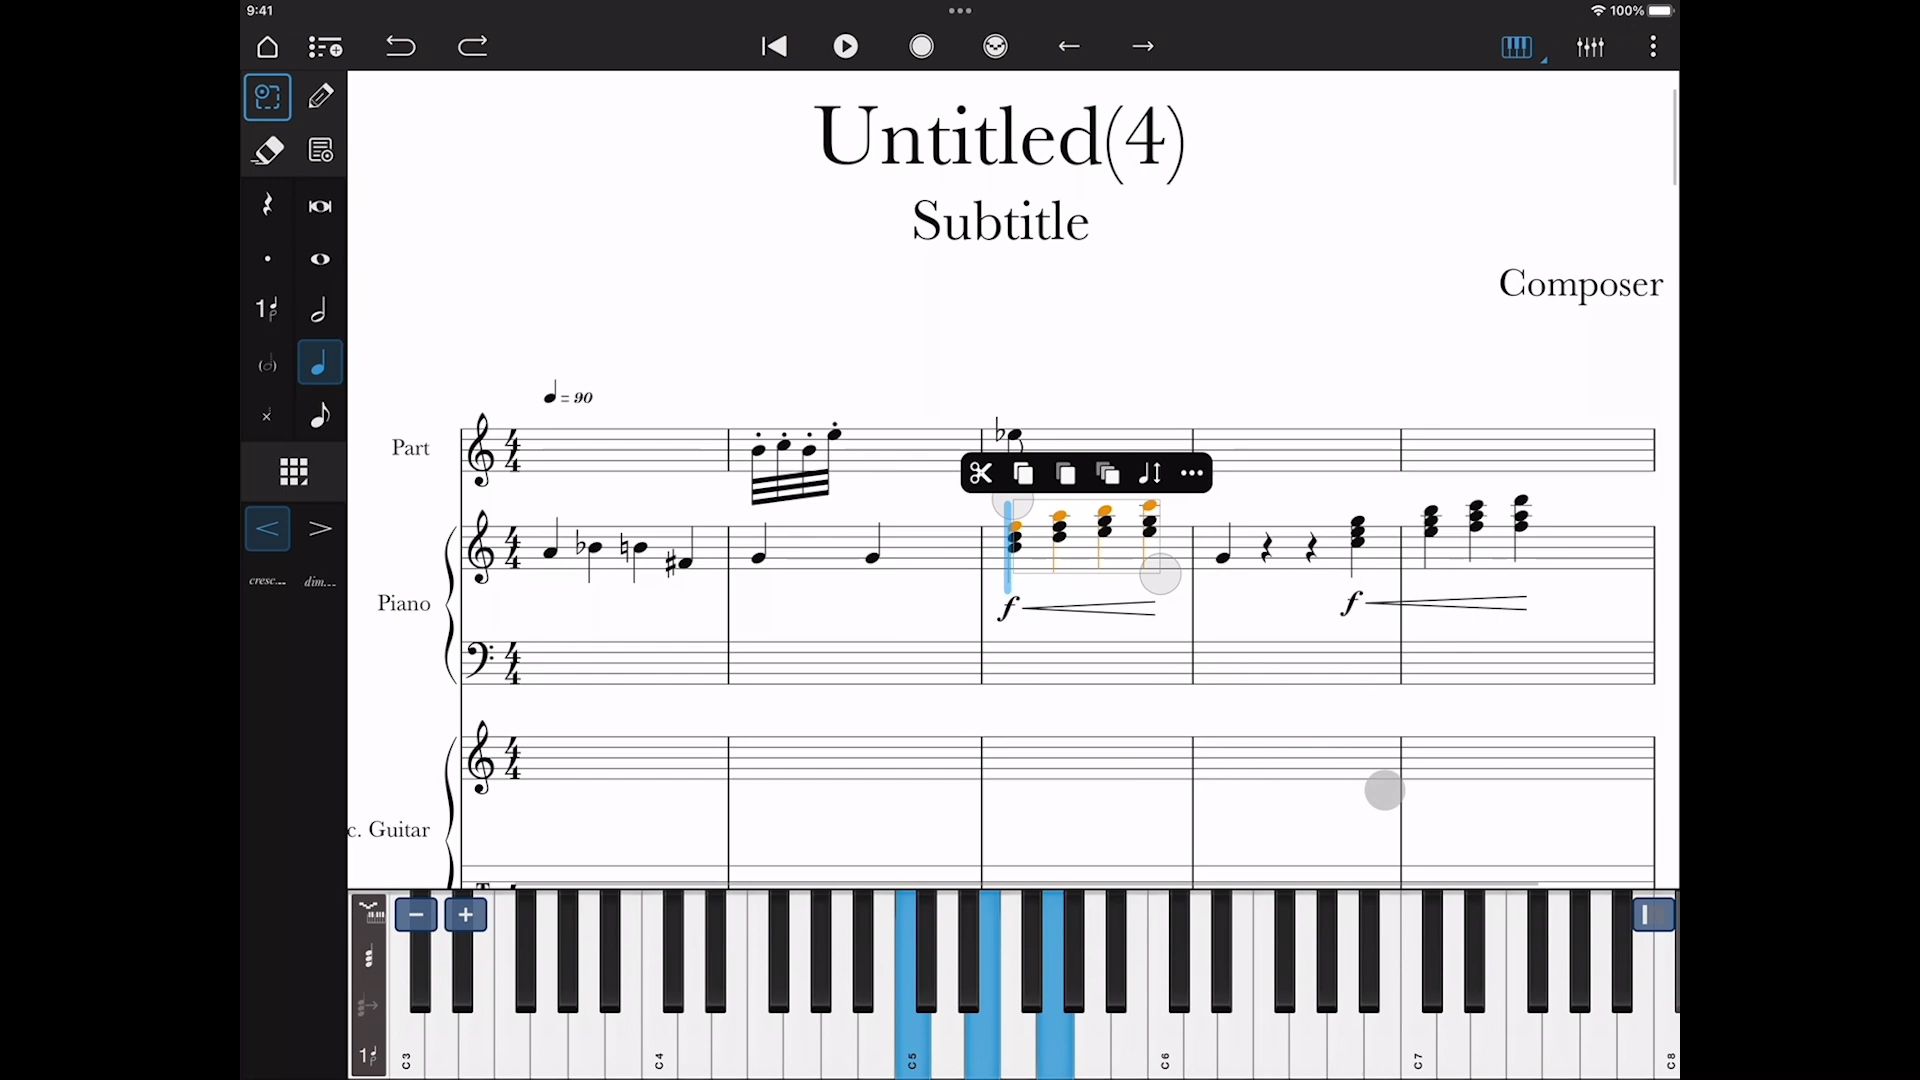 9:41
100%
Untitled(4)
Subtitle
Composer
= 90
Part
Piano
f
f
cresc...
dim...
c. Guitar
C3
C4
C5
C6
C7
C8